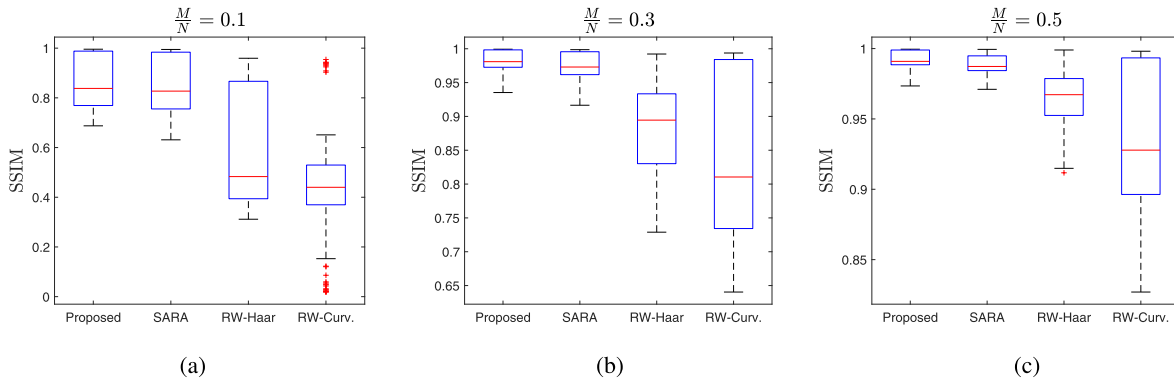 M/N = 0.1
1
0.8
0.6
0.4
0.2
0
SSIM
Proposed SARA RW-Haar RW-Curv.
(a)
M/N = 0.3
1
0.95
0.9
0.85
0.8
0.75
0.7
0.65
SSIM
Proposed SARA RW-Haar RW-Curv.
(b)
M/N = 0.5
1
0.95
0.9
0.85
SSIM
Proposed SARA RW-Haar RW-Curv.
(c)